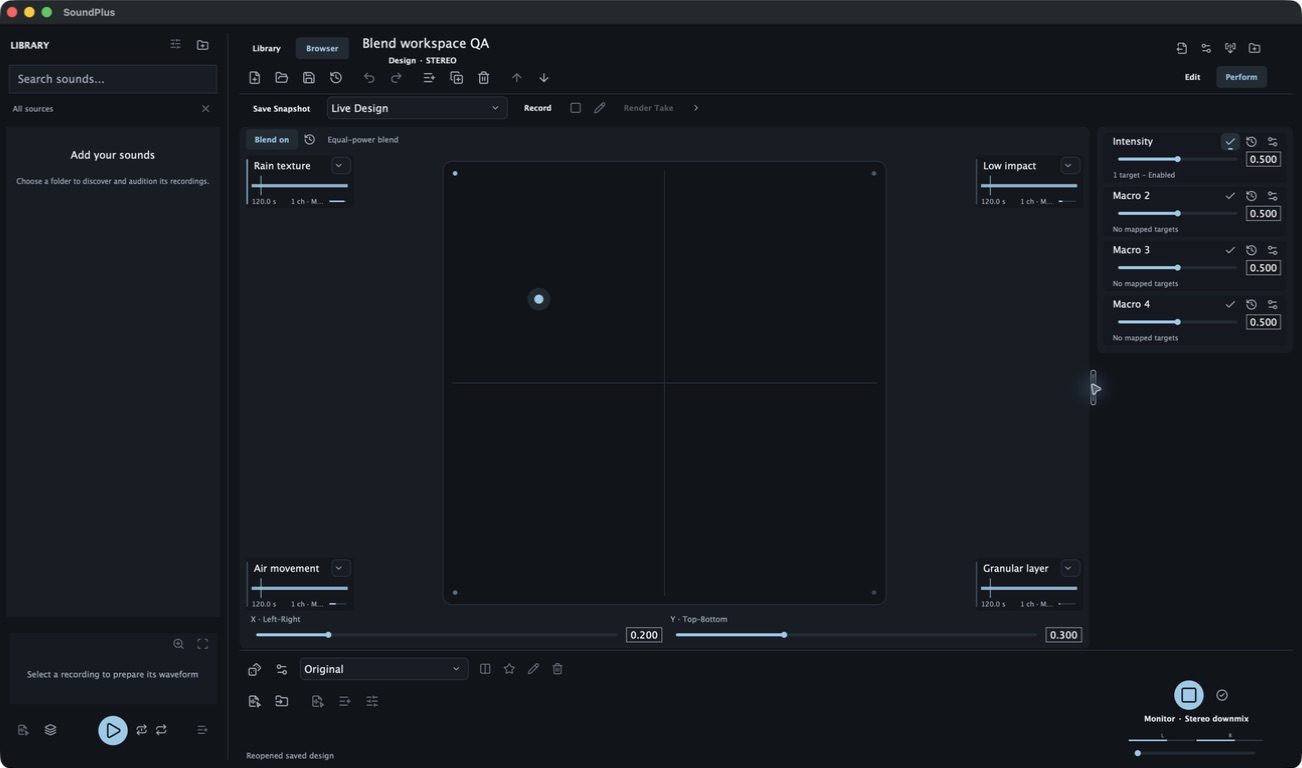 SoundPlus
LIBRARY
Search sounds...
All sources
Add your sounds
Choose a folder to discover and audition its recordings.
Select a recording to prepare its waveform
Library
Browser
Blend workspace QA
Design · STEREO
Edit
Perform
Save Snapshot
Live Design
Record
Render Take
Blend on
Equal-power blend
Rain texture
120.0 s 1 ch · M...
Low impact
120.0 s 1 ch · M...
Air movement
120.0 s 1 ch · M...
Granular layer
120.0 s 1 ch · M...
X · Left-Right
0.200
Y · Top-Bottom
0.300
Intensity
0.500
1 target – Enabled
Macro 2
0.500
No mapped targets
Macro 3
0.500
No mapped targets
Macro 4
0.500
No mapped targets
Original
Reopened saved design
Monitor · Stereo downmix
L R